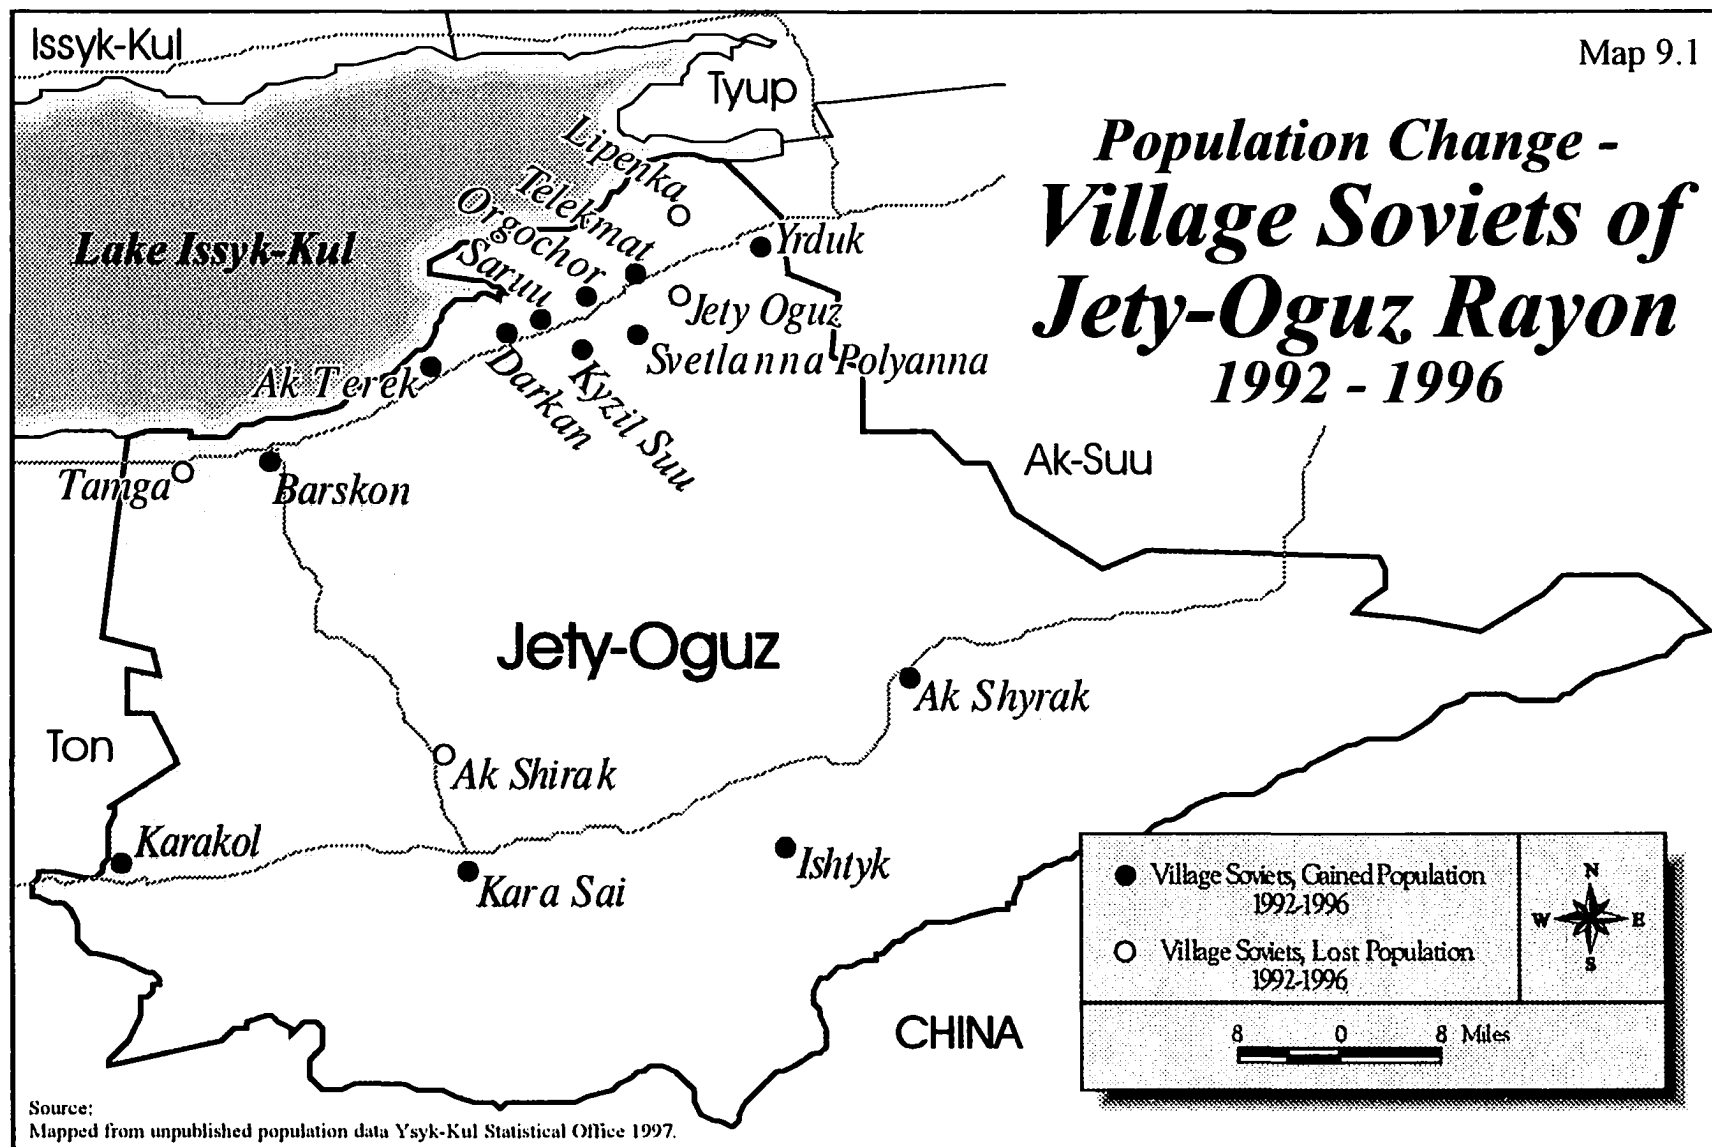 Map 9.1
Issyk-Kul
Tyup
Population Change -
Village Soviets of
Jety-Oguz Rayon
1992 - 1996
Lake Issyk-Kul
Lipenka
Telekmat
Orgochor
Saruu
Yrduk
Jety Oguz
Svetlanna Polyanna
Ak Terek
Darkan
Kyzil Suu
Tamga
Barskon
Ak-Suu
Jety-Oguz
Ak Shyrak
Ton
Ak Shirak
Karakol
Kara Sai
Ishtyk
CHINA
Village Soviets, Gained Population
1992-1996
Village Soviets, Lost Population
1992-1996
N
W E
S
8 0 8 Miles
Source:
Mapped from unpublished population data Ysyk-Kul Statistical Office 1997.